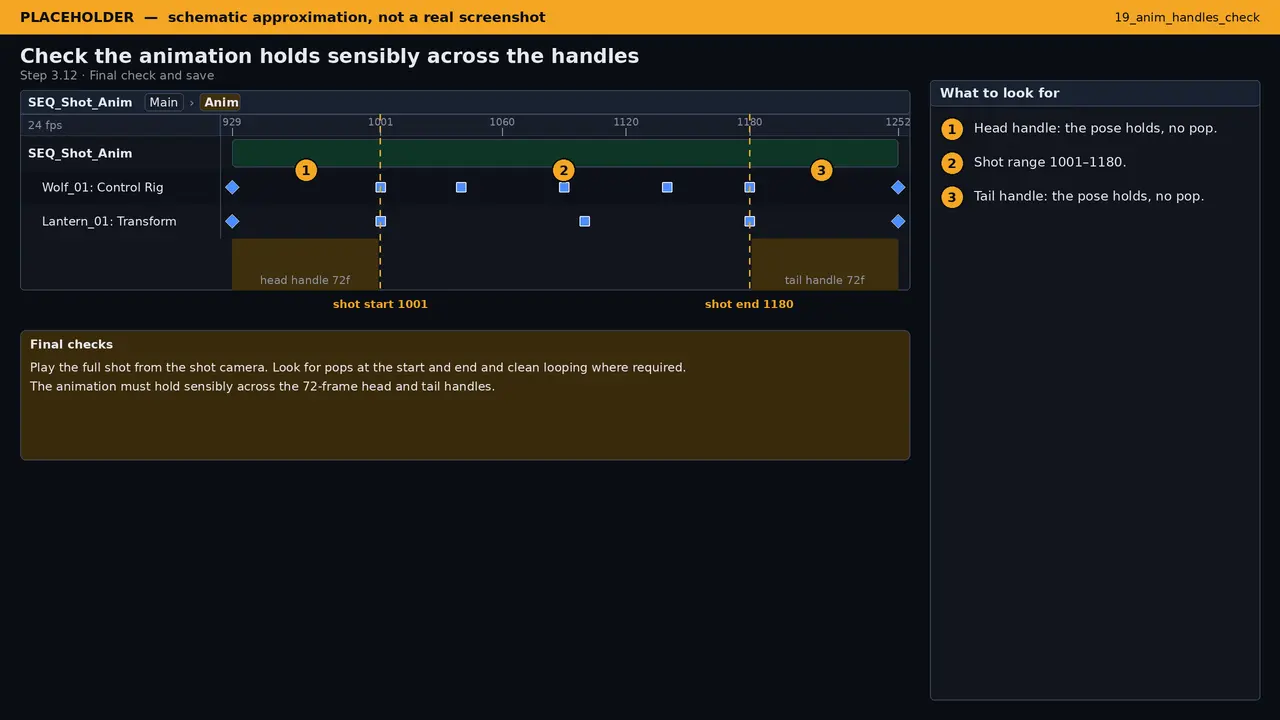 PLACEHOLDER — schematic approximation, not a real screenshot
19_anim_handles_check
Check the animation holds sensibly across the handles
Step 3.12 · Final check and save
SEQ_Shot_Anim Main › Anim
24 fps
929 1001 1060 1120 1180 1252
SEQ_Shot_Anim
1 2 3
Wolf_01: Control Rig
Lantern_01: Transform
head handle 72f
tail handle 72f
shot start 1001
shot end 1180
Final checks
Play the full shot from the shot camera. Look for pops at the start and end and clean looping where required.
The animation must hold sensibly across the 72-frame head and tail handles.
What to look for
1 Head handle: the pose holds, no pop.
2 Shot range 1001–1180.
3 Tail handle: the pose holds, no pop.